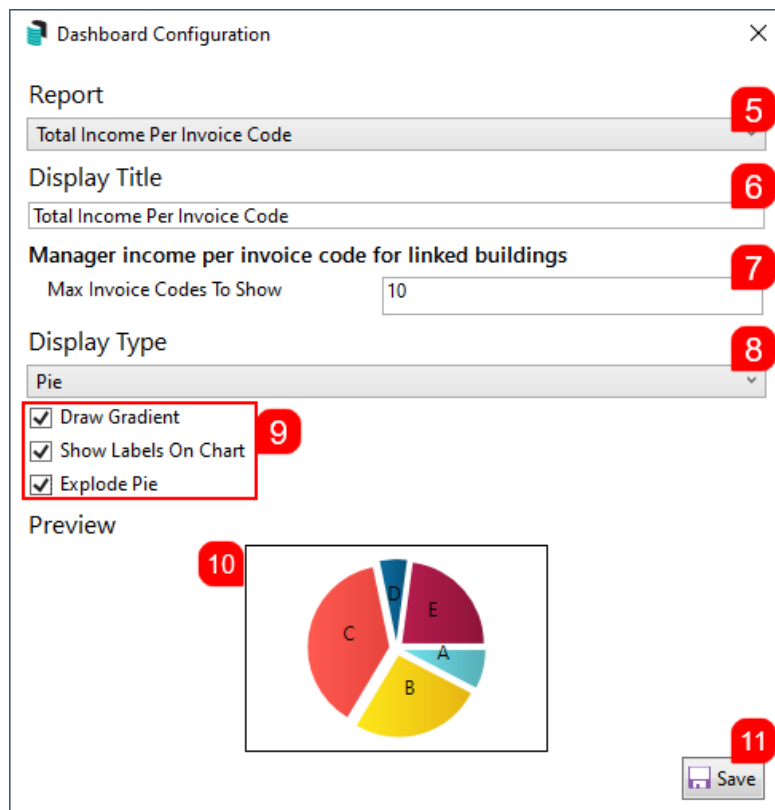 Dashboard Configuration
Report
5
Total Income Per Invoice Code
Display Title
6
Total Income Per Invoice Code
Manager income per invoice code for linked buildings
7
Max Invoice Codes To Show
10
Display Type
8
Pie
Draw Gradient
9
Show Labels On Chart
Explode Pie
Preview
10
D
E
C
A
B
11
Save